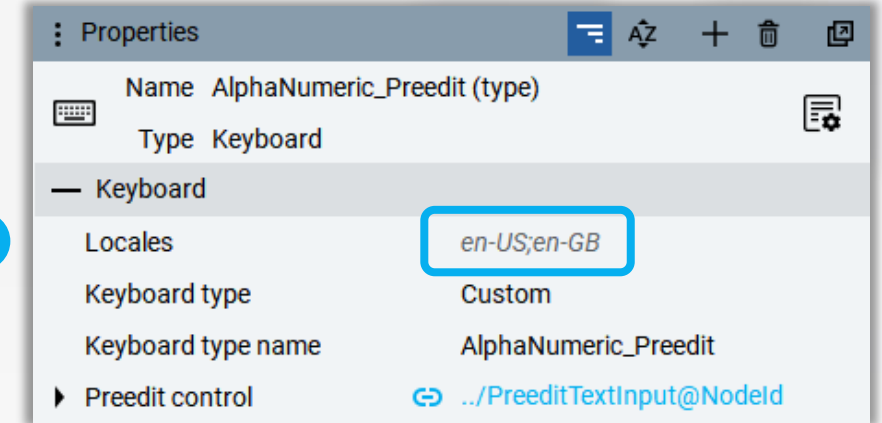 Properties
AZ
Name AlphaNumeric_Preedit (type)
Type Keyboard
Keyboard
Locales en-US;en-GB
Keyboard type Custom
Keyboard type name AlphaNumeric_Preedit
Preedit control ../PreeditTextInput@NodeId